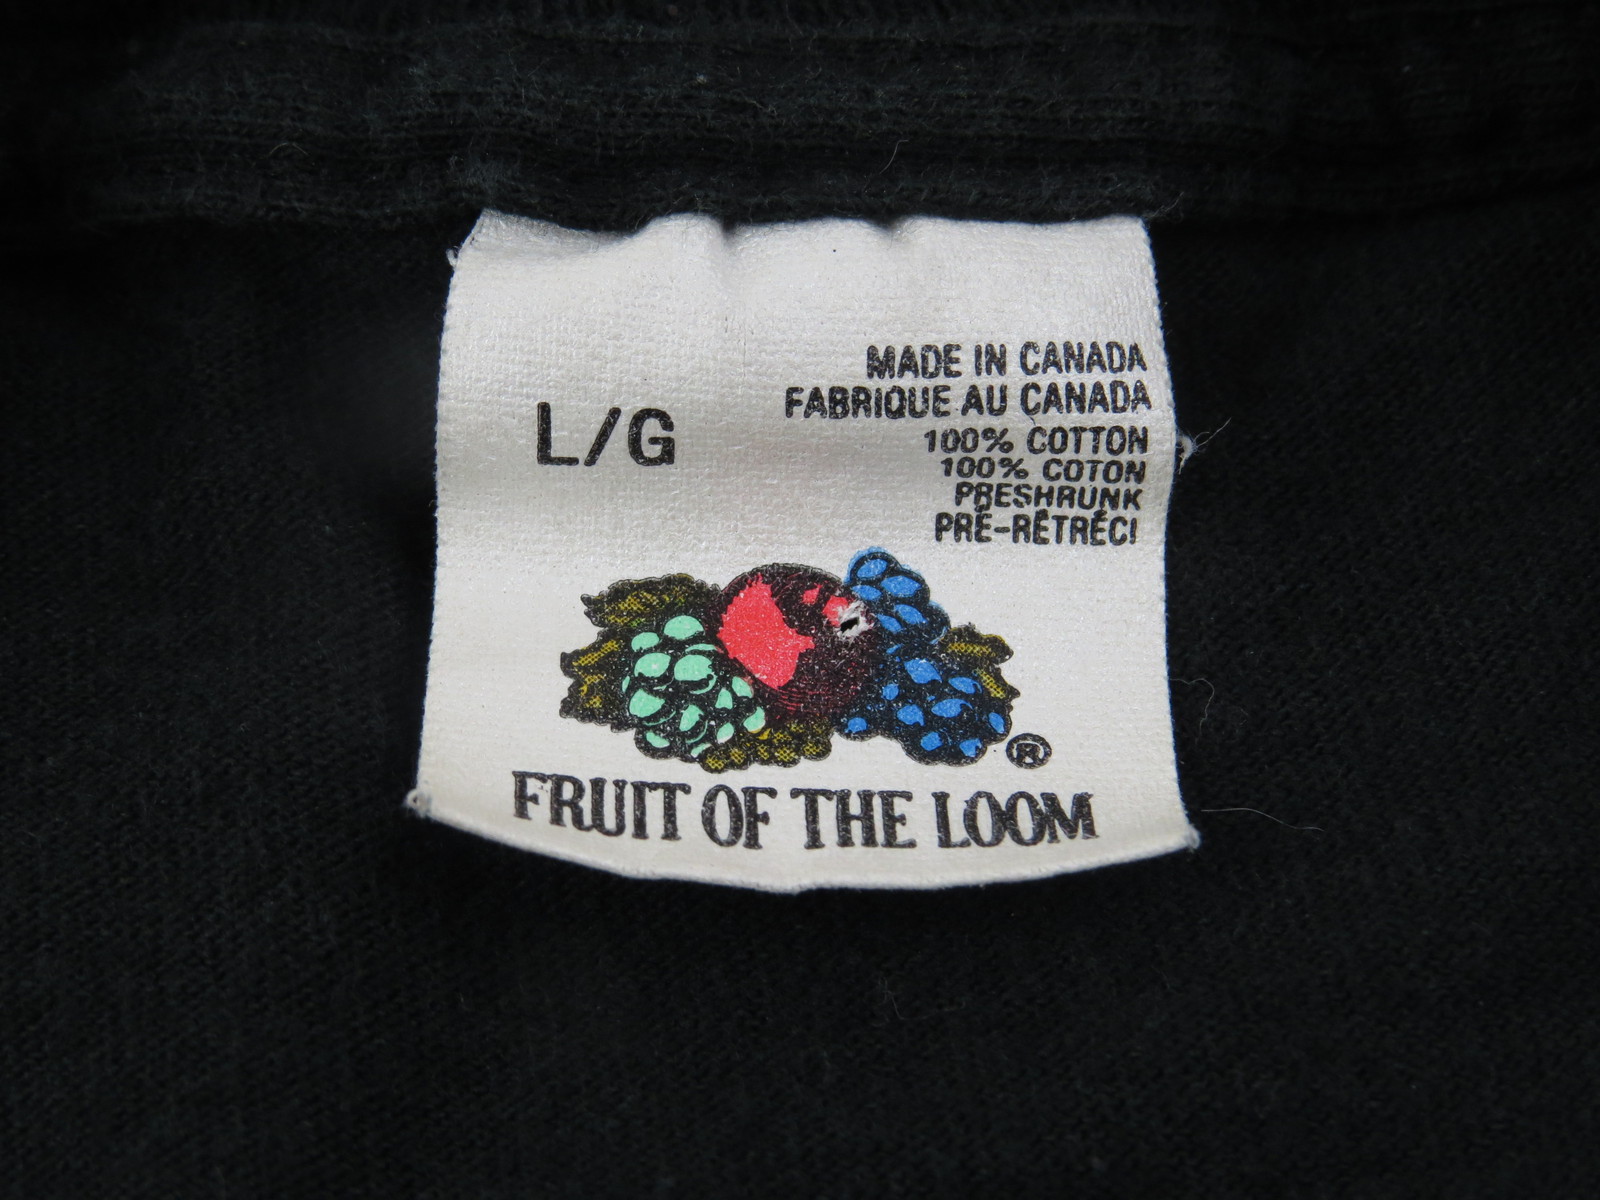 L/G
MADE IN CANADA
FABRIQUE AU CANADA
100% COTTON
100% COTON
PRESHRUNK
PRÉ-RÉTRÉCI
®
FRUIT OF THE LOOM